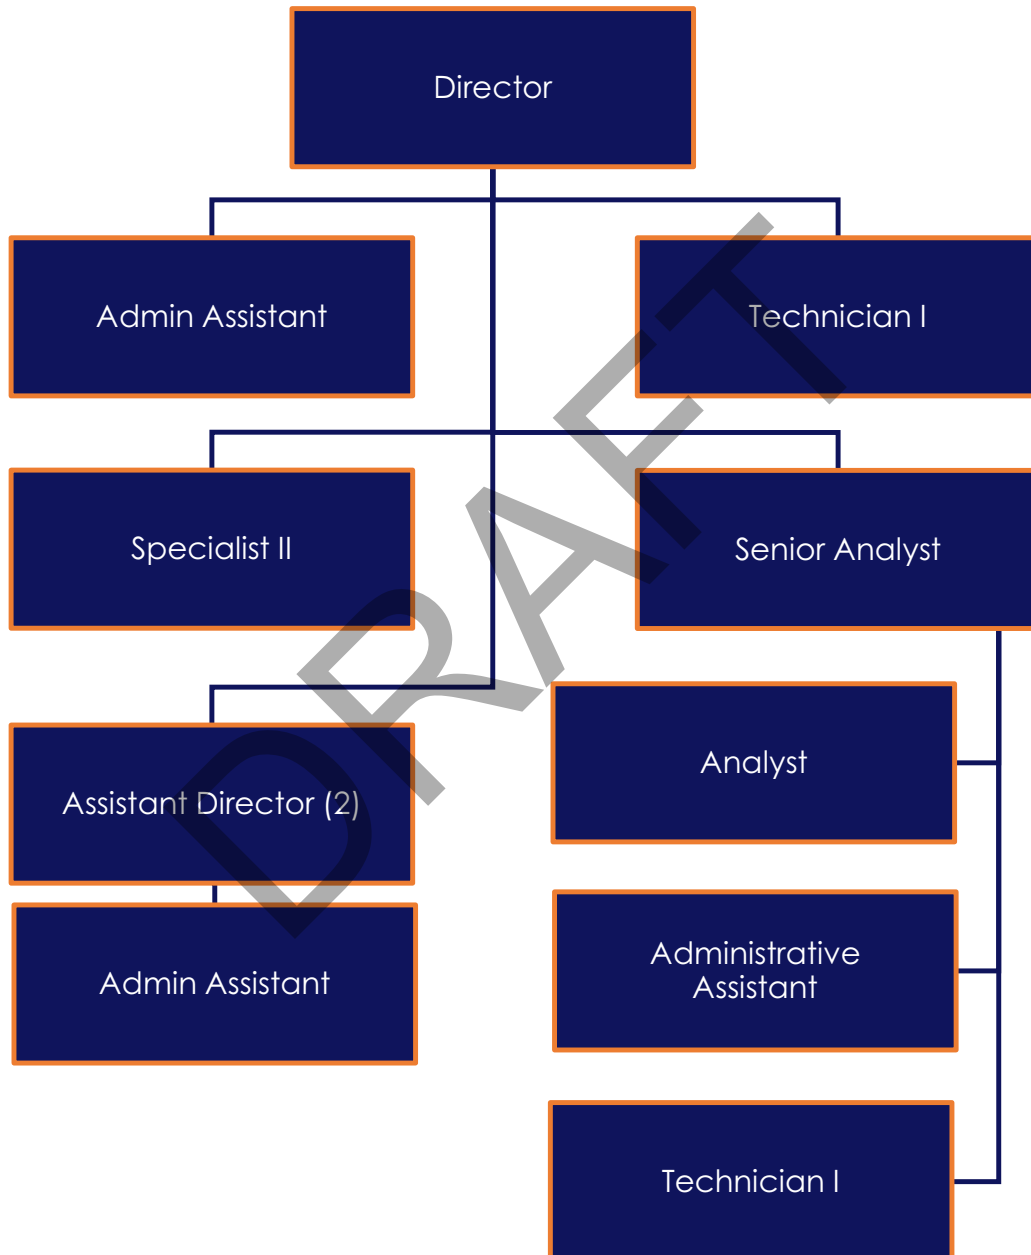 Director
Admin Assistant
Technician I
Specialist II
Senior Analyst
Analyst
Assistant Director (2)
Administrative
Assistant
Admin Assistant
Technician I
DRAFT